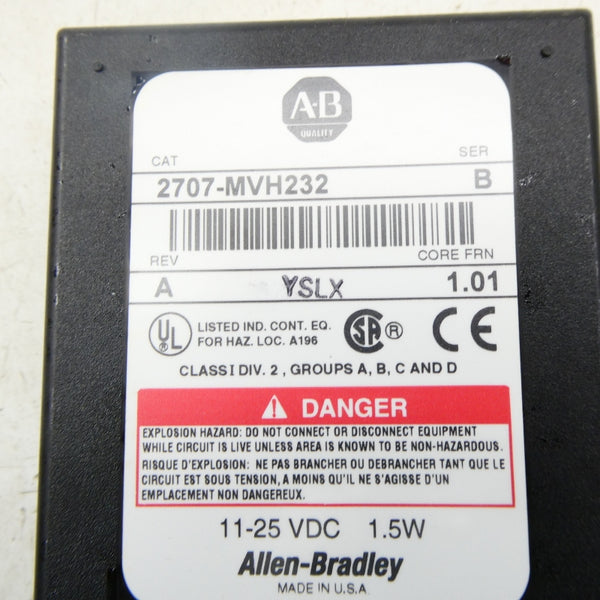 A-B
QUALITY
CAT SER
2707-MVH232 B
REV CORE FRN
A YSLX 1.01
UL ® LISTED IND. CONT. EQ. FOR HAZ. LOC. A196 SA ® CE
CLASS I DIV. 2 , GROUPS A, B, C AND D
DANGER
EXPLOSION HAZARD: DO NOT CONNECT OR DISCONNECT EQUIPMENT
WHILE CIRCUIT IS LIVE UNLESS AREA IS KNOWN TO BE NON-HAZARDOUS.
RISQUE D'EXPLOSION: NE PAS BRANCHER OU DEBRANCHER TANT QUE LE
CIRCUIT EST SOUS TENSION, A MOINS QU'IL NE S'AGISSE D'UN
EMPLACEMENT NON DANGEREUX.
11-25 VDC 1.5W
Allen-Bradley
MADE IN U.S.A.